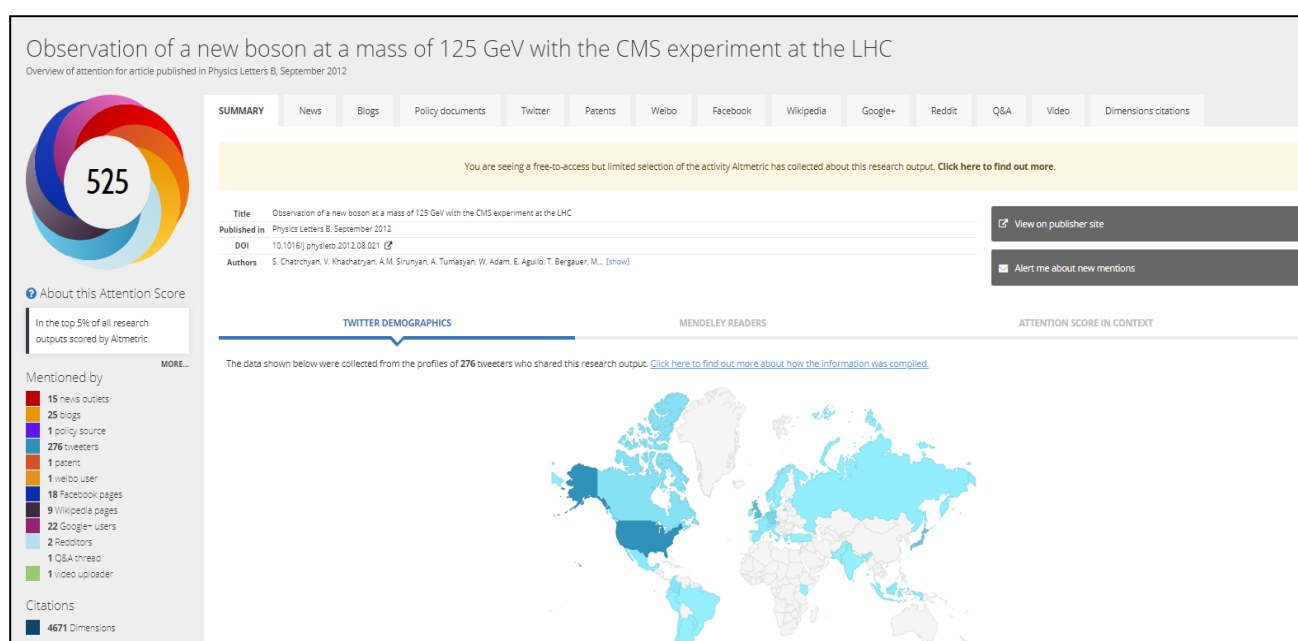 Observation of a new boson at a mass of 125 GeV with the CMS experiment at the LHC
Overview of attention for article published in Physics Letters B, September 2012
525
About this Attention Score
In the top 5% of all research
outputs scored by Altmetric
MORE...
Mentioned by
15 news outlets
25 blogs
1 policy source
276 tweeters
1 patent
1 weibo user
18 Facebook pages
9 Wikipedia pages
22 Google+ users
2 Redditors
1 Q&A thread
1 video uploader
Citations
4671 Dimensions
SUMMARY News Blogs Policy documents Twitter Patents Weibo Facebook Wikipedia Google+ Reddit Q&A Video Dimensions citations
You are seeing a free-to-access but limited selection of the activity Altmetric has collected about this research output. Click here to find out more.
Title Observation of a new boson at a mass of 125 GeV with the CMS experiment at the LHC
Published in Physics Letters B, September 2012
DOI 10.1016/j.physletb.2012.08.021
Authors S. Chatrchyan, V. Khachatryan, A.M. Sirunyan, A. Tumasyan, W. Adam, E. Aguilo, T. Bergauer, M... [show]
View on publisher site
Alert me about new mentions
TWITTER DEMOGRAPHICS MENDELEY READERS ATTENTION SCORE IN CONTEXT
The data shown below were collected from the profiles of 276 tweeters who shared this research output. Click here to find out more about how the information was compiled.